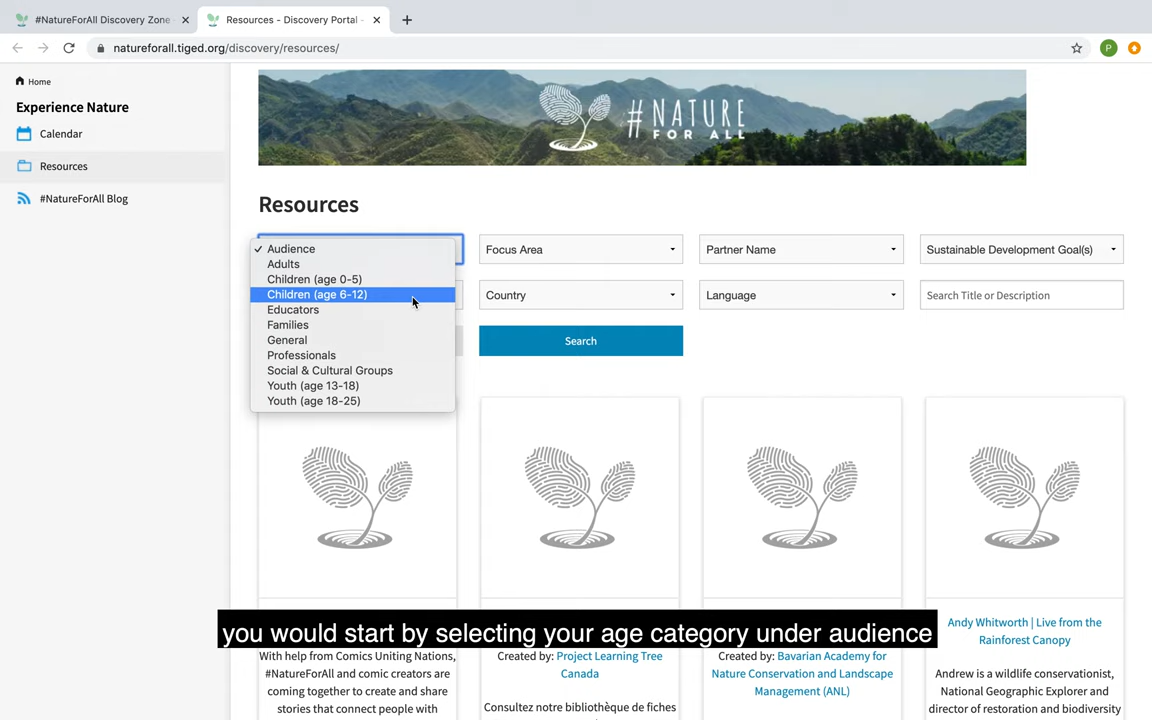 #NatureForAll Discovery Zone
Resources - Discovery Portal -
natureforall.tiged.org/discovery/resources/
P
Home
Experience Nature
Calendar
Resources
#NatureForAll Blog
#NATURE
FOR ALL
Resources
Audience
Adults
Children (age 0-5)
Children (age 6-12)
Educators
Families
General
Professionals
Social & Cultural Groups
Youth (age 13-18)
Youth (age 18-25)
Focus Area
Partner Name
Sustainable Development Goal(s)
Country
Language
Search Title or Description
Search
With help from Comics Uniting Nations,
#NatureForAll and comic creators are
coming together to create and share
stories that connect people with
Created by: Project Learning Tree
Canada
Consultez notre bibliothèque de fiches
Created by: Bavarian Academy for
Nature Conservation and Landscape
Management (ANL)
Andy Whitworth | Live from the
Rainforest Canopy
Andrew is a wildlife conservationist,
National Geographic Explorer and
director of restoration and biodiversity
you would start by selecting your age category under audience